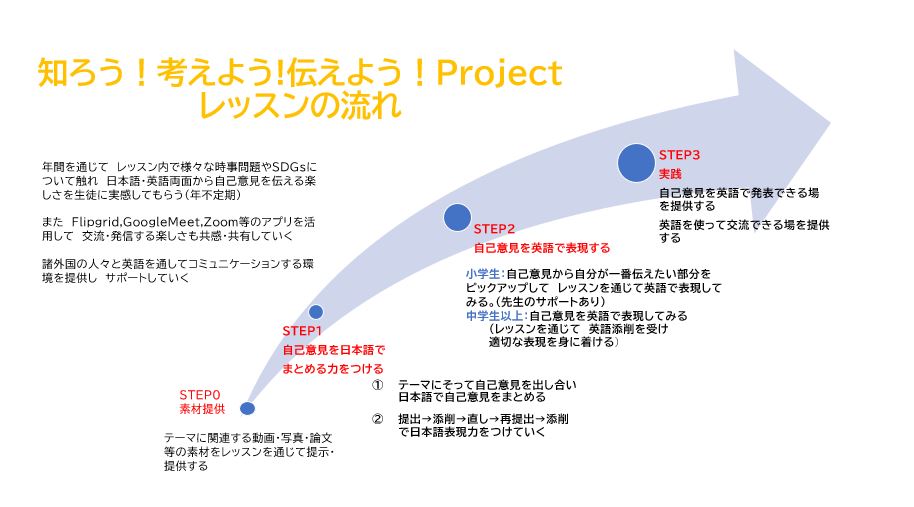 知ろう！考えよう!伝えよう！Project
レッスンの流れ
年間を通じて　レッスン内で様々な時事問題やSDGsに
ついて触れ　日本語・英語両面から自己意見を伝える楽
しさを生徒に実感してもらう（年不定期）
また　Flipgrid,GoogleMeet,Zoom等のアプリを活
用して　交流・発信する楽しさも共感・共有していく
諸外国の人々と英語を通してコミュニケーションする環
境を提供し　サポートしていく
STEP0
素材提供
テーマに関連する動画・写真・論文
等の素材をレッスンを通じて提示・
提供する
STEP1
自己意見を日本語で
まとめる力をつける
①　テーマにそって自己意見を出し合い
日本語で自己意見をまとめる
②　提出→添削→直し→再提出→添削
で日本語表現力をつけていく
STEP2
自己意見を英語で表現する
小学生：自己意見から自分が一番伝えたい部分を
ピックアップして　レッスンを通じて英語で表現して
みる。（先生のサポートあり）
中学生以上：自己意見を英語で表現してみる
（レッスンを通じて　英語添削を受け
適切な表現を身に着ける）
STEP3
実践
自己意見を英語で発表できる場
を提供する
英語を使って交流できる場を提供
する